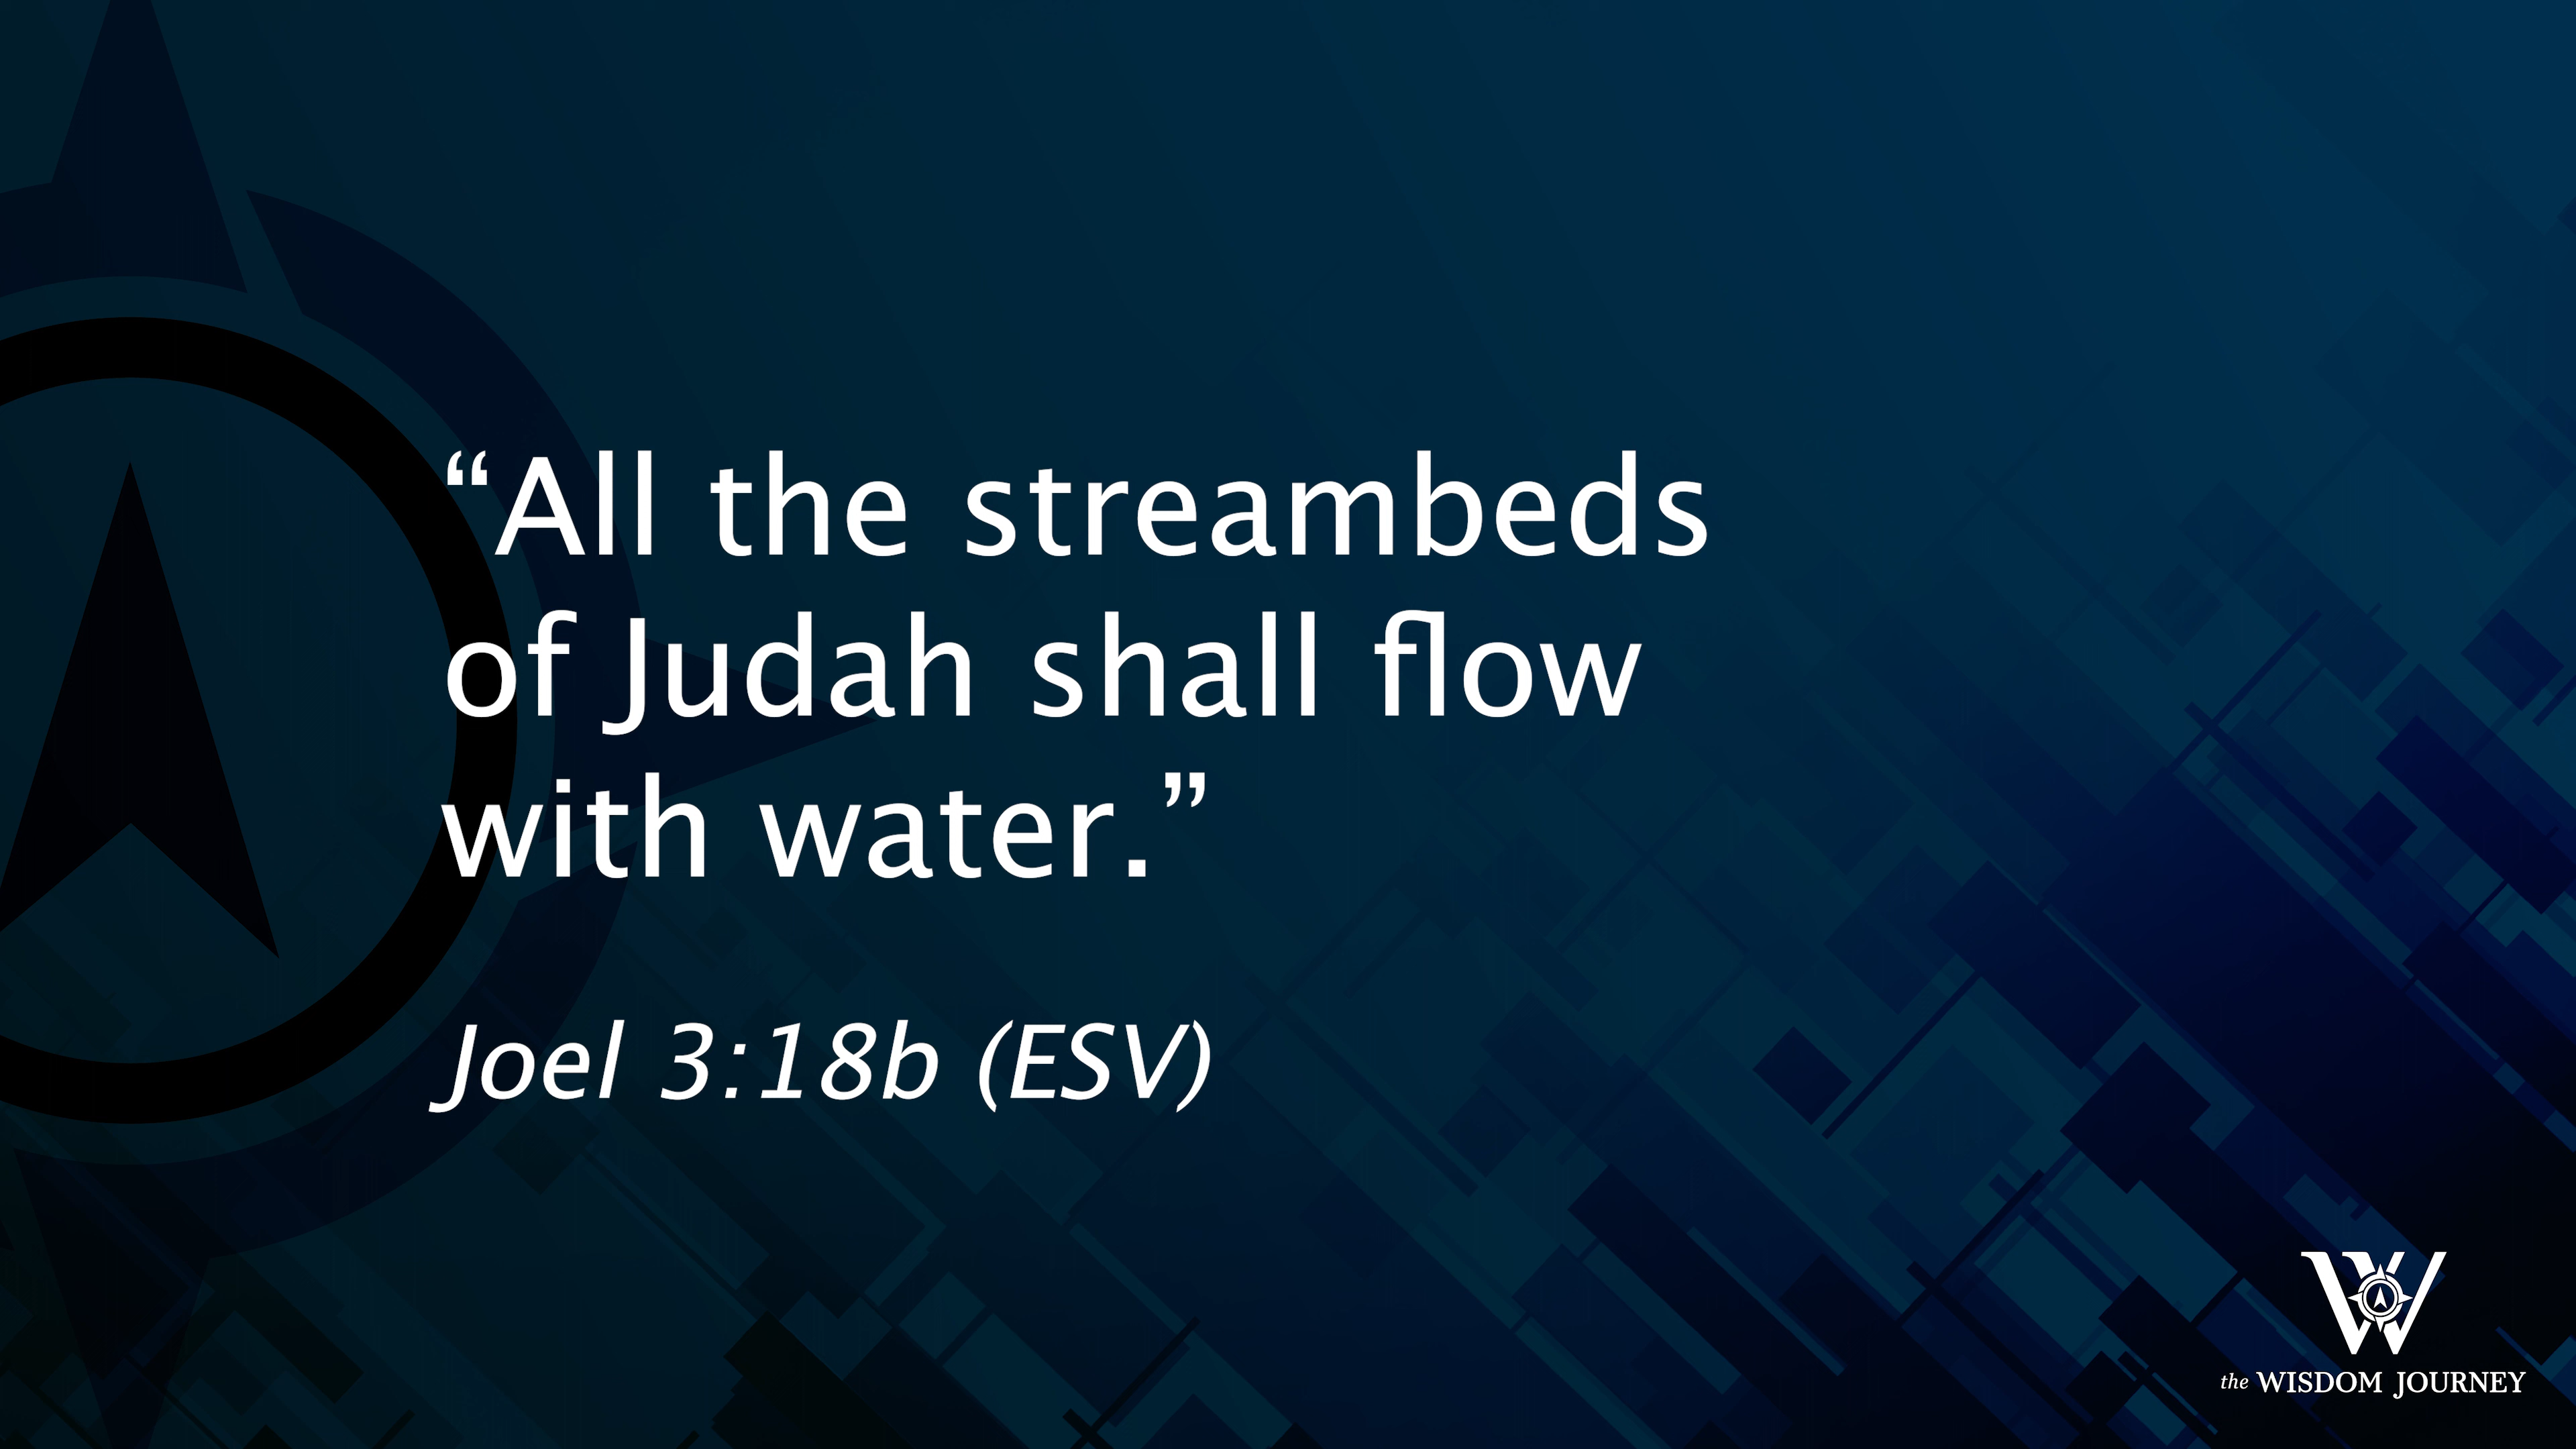 “All the streambeds
of Judah shall flow
with water.”
Joel 3:18b (ESV)
W
the WISDOM JOURNEY